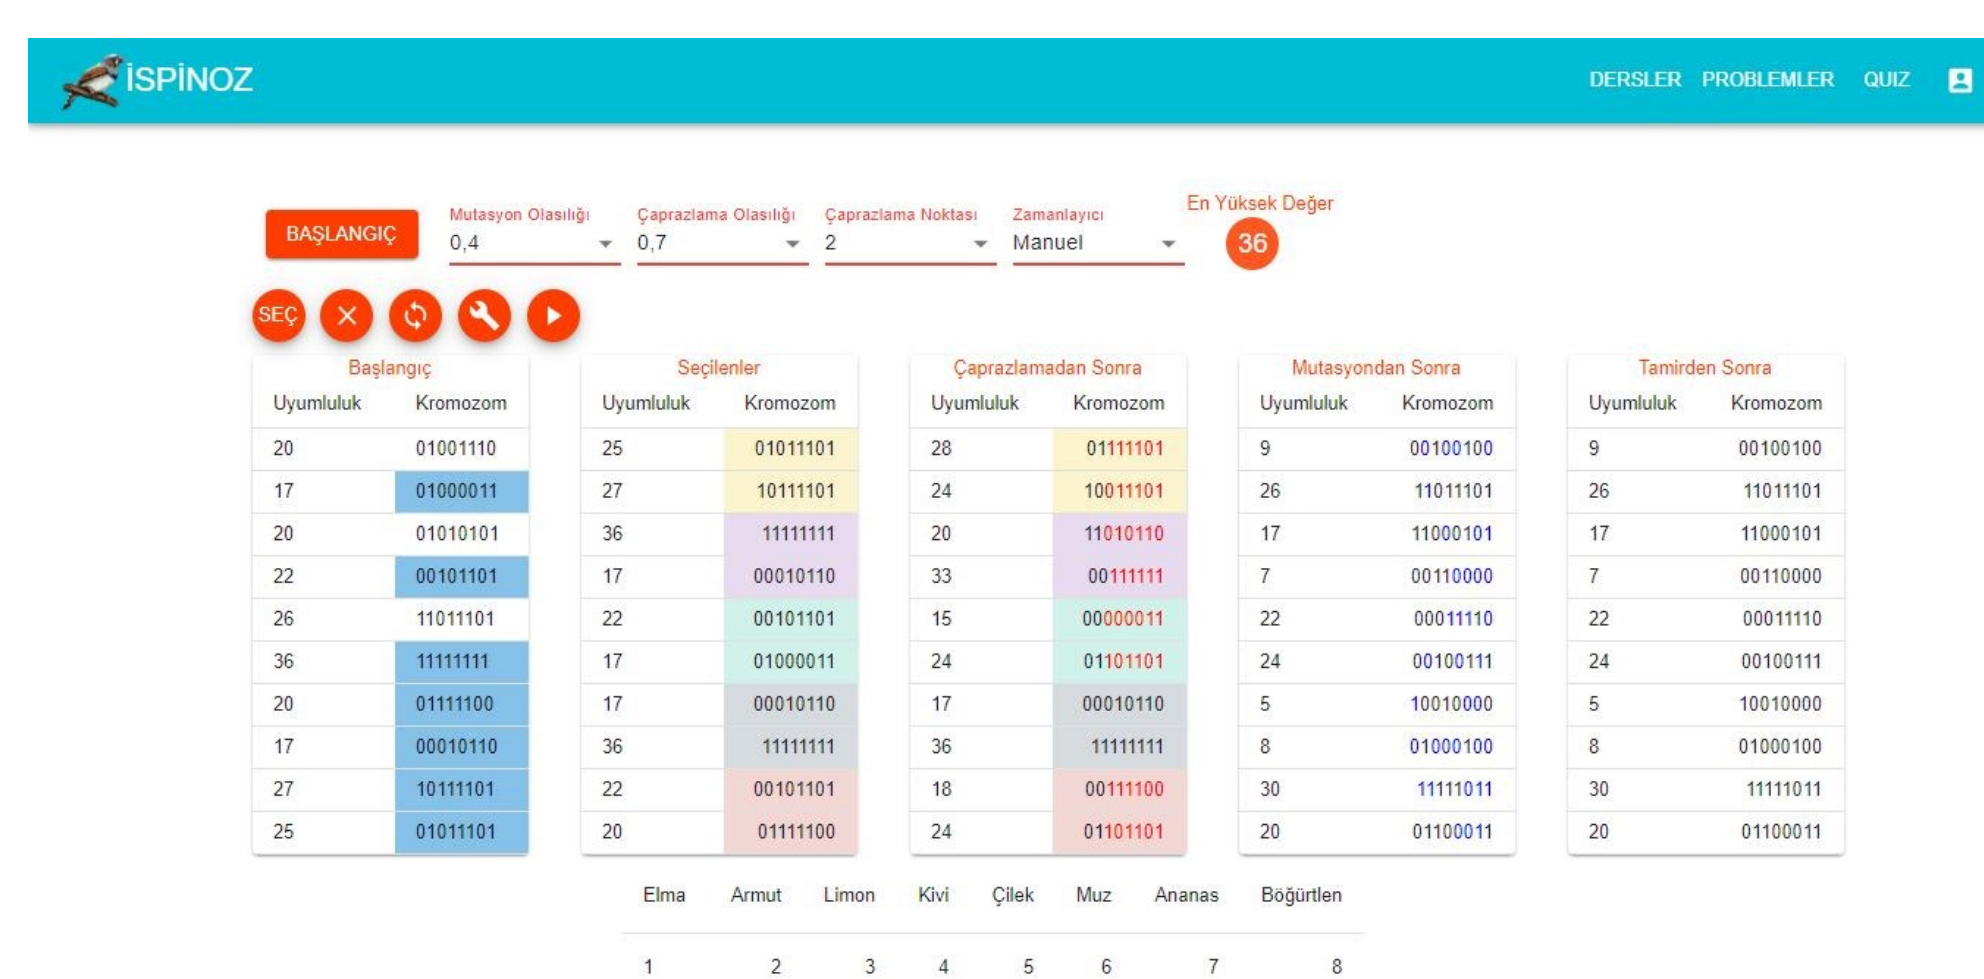 İSPİNOZ DERSLER PROBLEMLER QUIZ
En Yüksek Değer
Mutasyon Olasılığı Çaprazlama Olasılığı Çaprazlama Noktası Zamanlayıcı
BAŞLANGIÇ 0,4 0,7 2 Manuel 36
SEÇ
Başlangıç Seçilenler Çaprazlamadan Sonra Mutasyondan Sonra Tamirden Sonra
Uyumluluk Kromozom Uyumluluk Kromozom Uyumluluk Kromozom Uyumluluk Kromozom Uyumluluk Kromozom
20 01001110 25 01011101 28 01111101 9 00100100 9 00100100
17 01000011 27 10111101 24 10011101 26 11011101 26 11011101
20 01010101 36 11111111 20 11010110 17 11000101 17 11000101
22 00101101 17 00010110 33 00111111 7 00110000 7 00110000
26 11011101 22 00101101 15 00000011 22 00011110 22 00011110
36 11111111 17 01000011 24 01101101 24 00100111 24 00100111
20 01111100 17 00010110 17 00010110 5 10010000 5 10010000
17 00010110 36 11111111 36 11111111 8 01000100 8 01000100
27 10111101 22 00101101 18 00111100 30 11111011 30 11111011
25 01011101 20 01111100 24 01101101 20 01100011 20 01100011
Elma Armut Limon Kivi Çilek Muz Ananas Böğürtlen
1 2 3 4 5 6 7 8